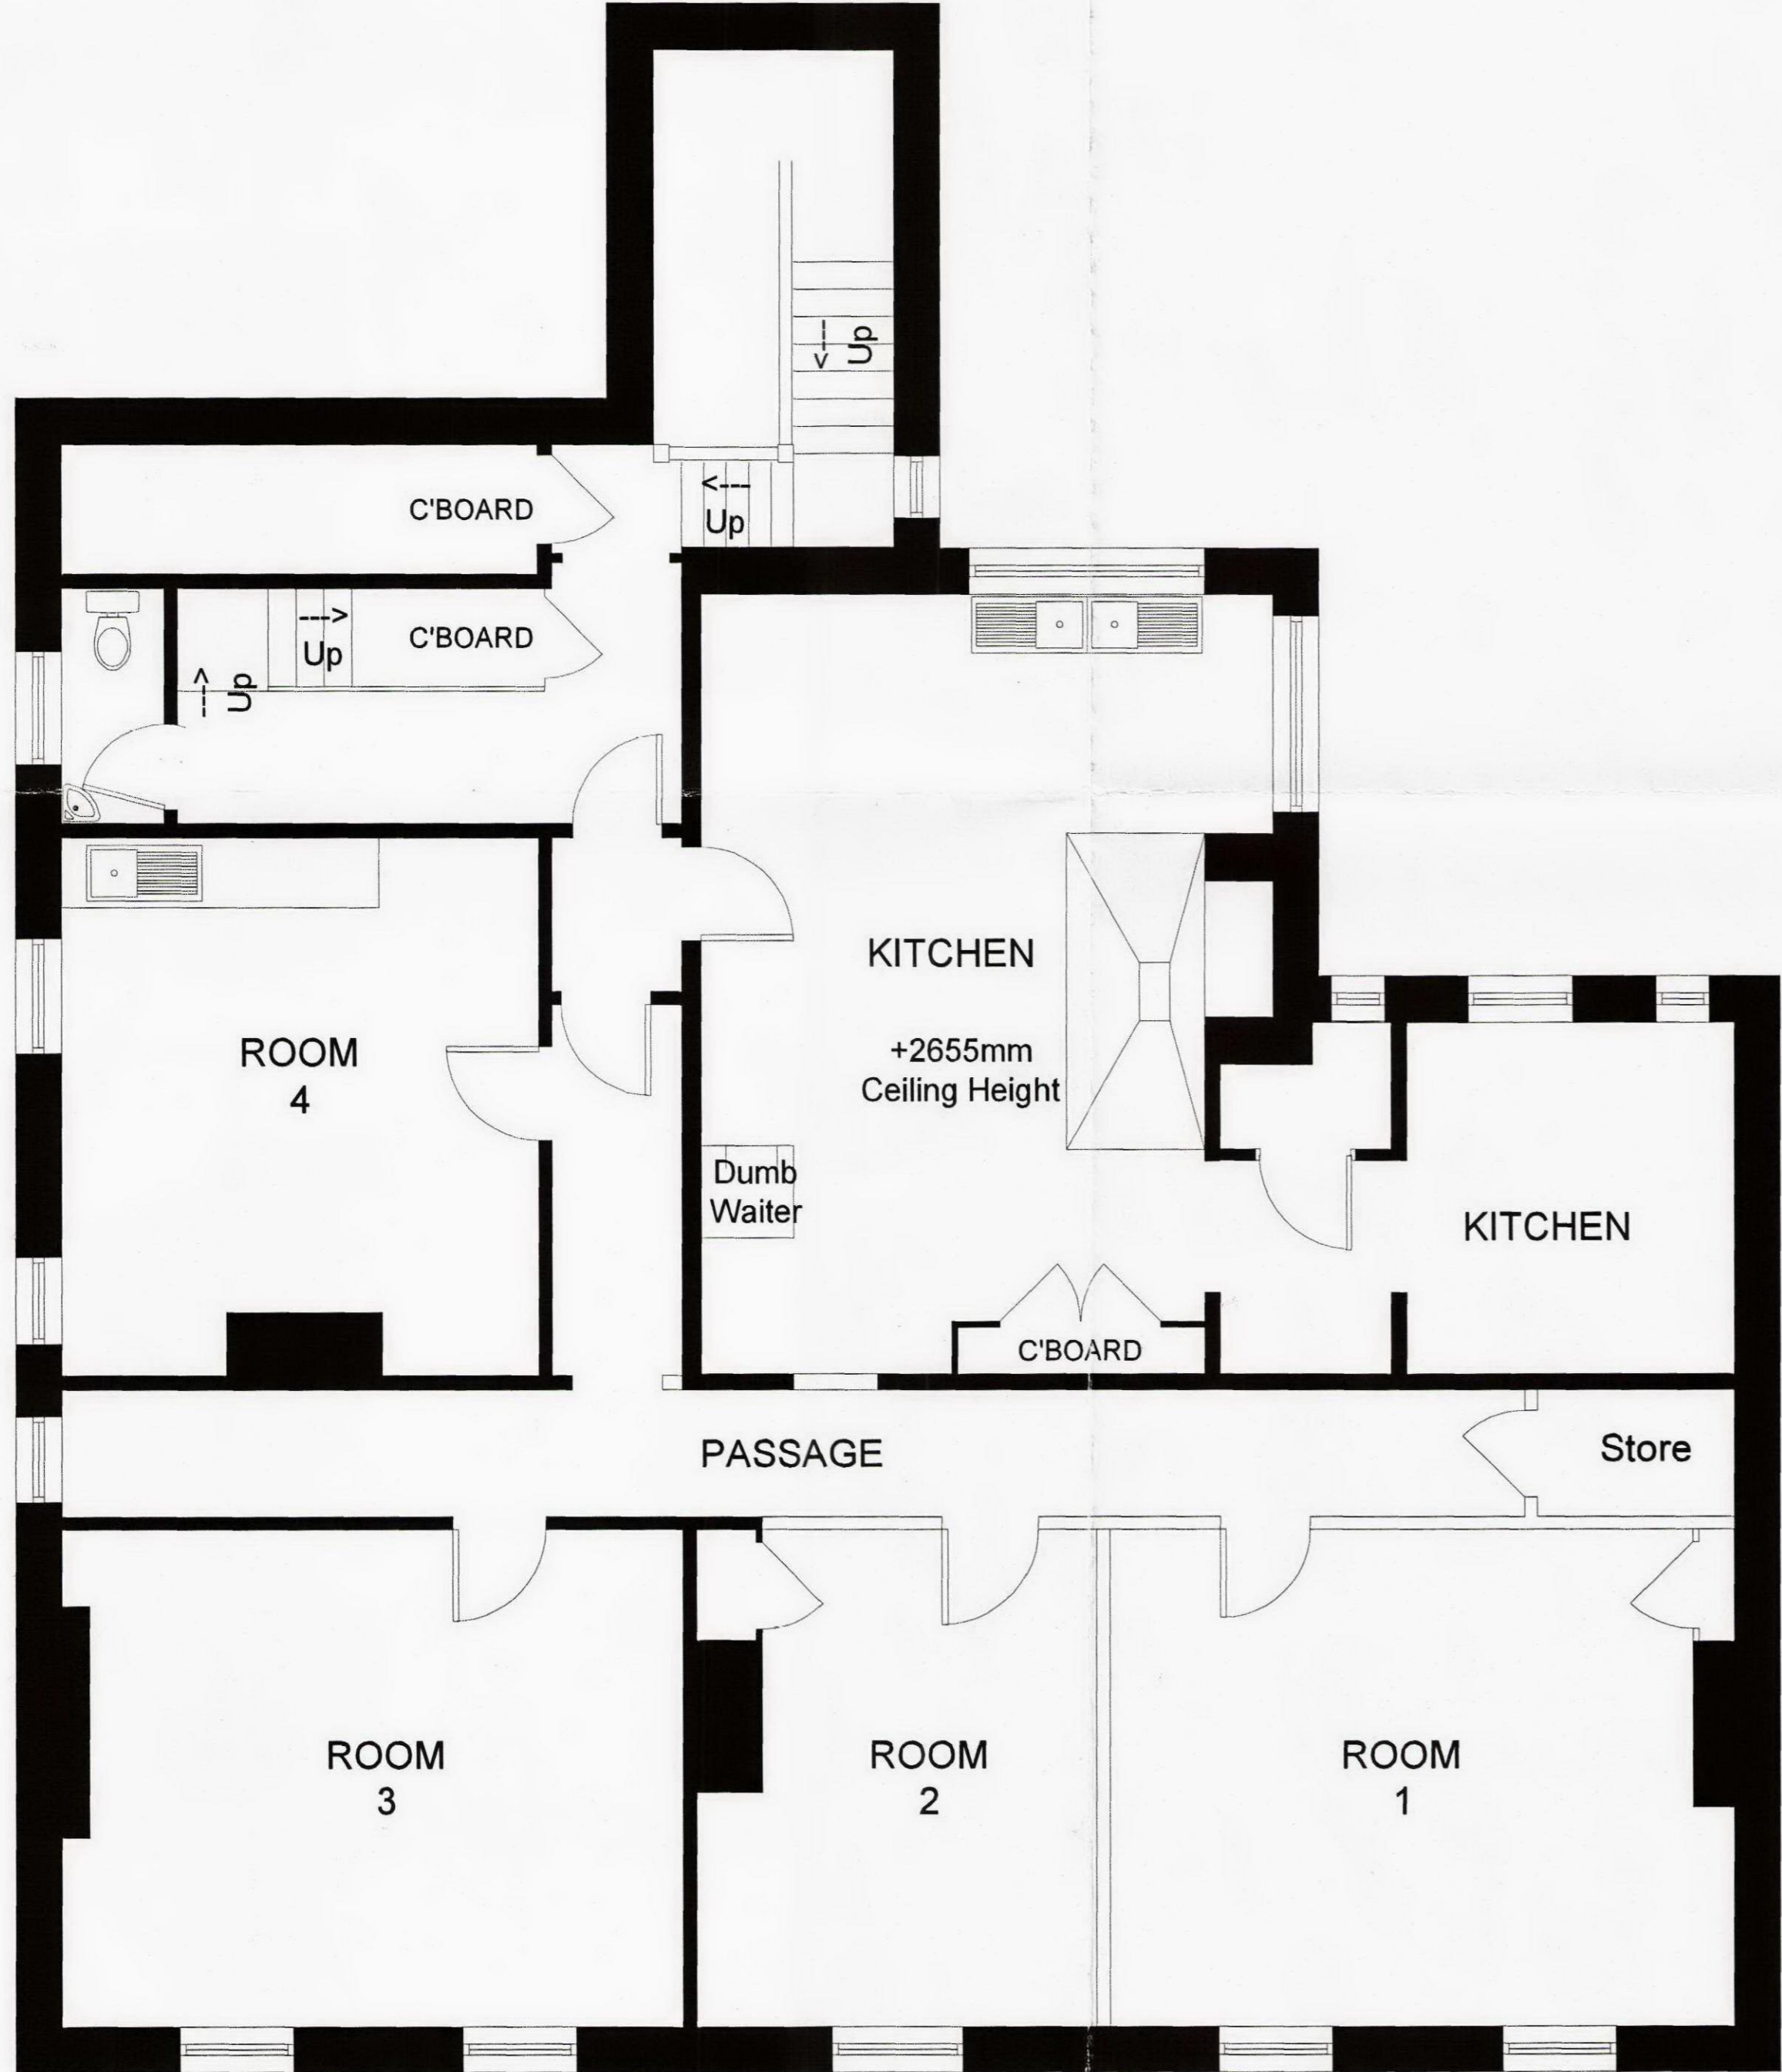 Up
C'BOARD
<---
Up
C'BOARD
--->
Up
--->
Up
KITCHEN
+2655mm
Ceiling Height
ROOM
4
Dumb
Waiter
KITCHEN
C'BOARD
PASSAGE
Store
ROOM
3
ROOM
2
ROOM
1